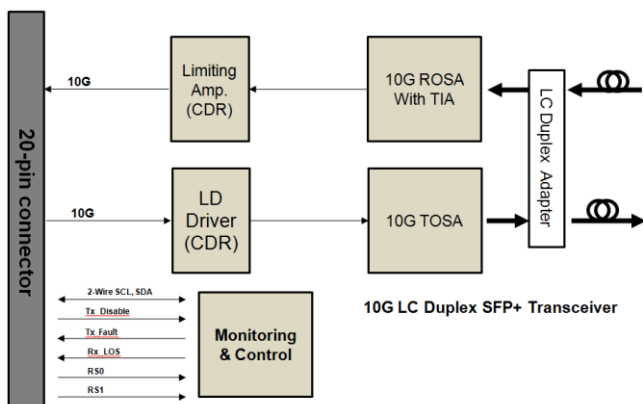 20-pin connector
10G
Limiting
Amp.
(CDR)
10G ROSA
With TIA
LC Duplex Adapter
10G
LD
Driver
(CDR)
10G TOSA
2-Wire SCL, SDA
Tx_Disable
Tx_Fault
Rx_LOS
RS0
RS1
Monitoring
& Control
10G LC Duplex SFP+ Transceiver